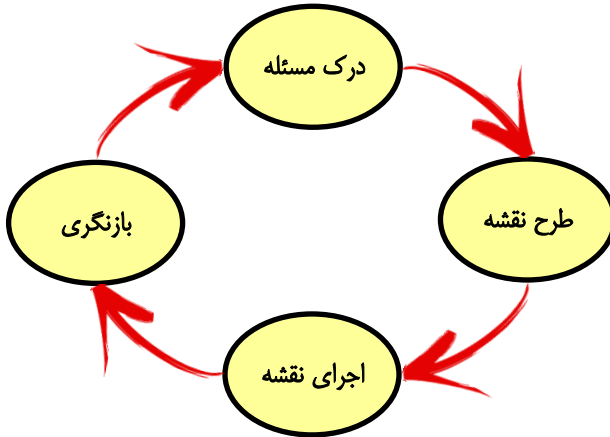 درک مسئله
طرح نقشه
اجرای نقشه
بازنگری